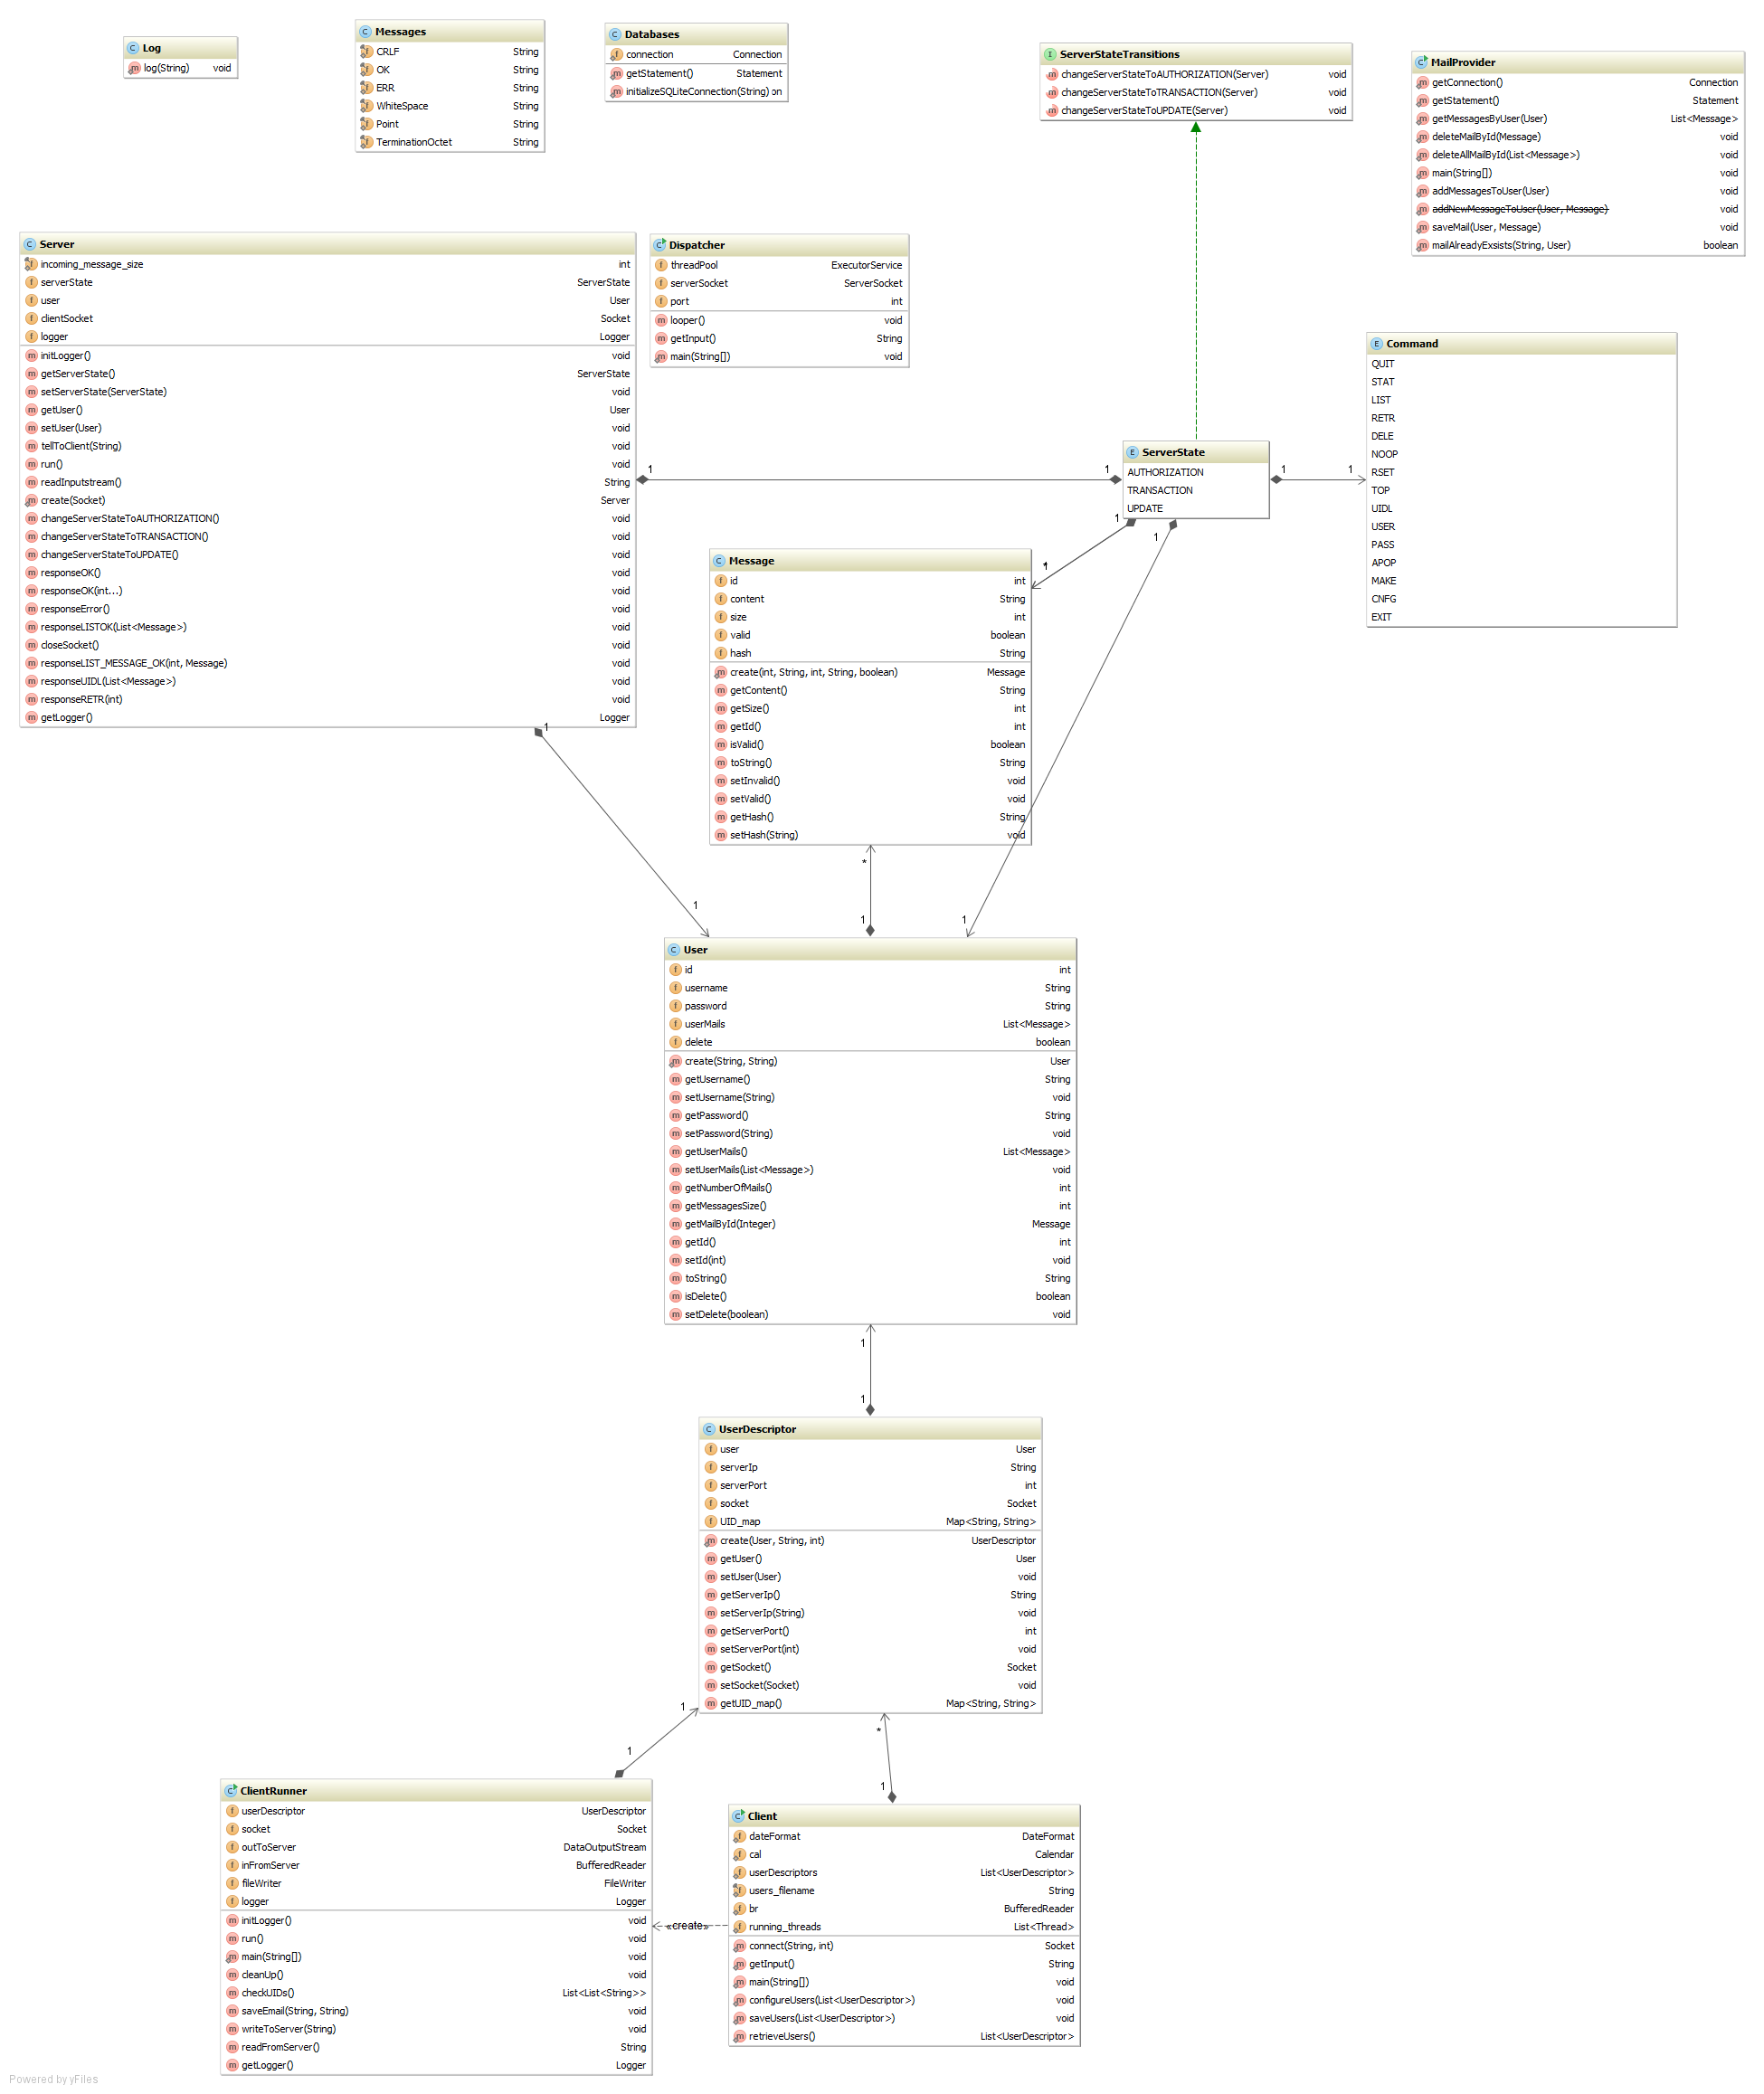 Log
log(String) void
Messages
CRLF String
OK String
ERR String
WhiteSpace String
Point String
TerminationOctet String
Databases
connection Connection
getStatement() Statement
initializeSQLiteConnection(String) on
ServerStateTransitions
changeServerStateToAUTHORIZATION(Server) void
changeServerStateToTRANSACTION(Server) void
changeServerStateToUPDATE(Server) void
MailProvider
getConnection() Connection
getStatement() Statement
getMessagesByUser(User) List<Message>
deleteMailById(Message) void
deleteAllMailById(List<Message>) void
main(String[]) void
addMessagesToUser(User) void
addNewMessageToUser(User, Message) void
saveMail(User, Message) void
mailAlreadyExsists(String, User) boolean
Server
incoming_message_size int
serverState ServerState
user User
clientSocket Socket
logger Logger
initLogger() void
getServerState() ServerState
setServerState(ServerState) void
getUser() User
setUser(User) void
tellToClient(String) void
run() void
readInputstream() String
create(Socket) Server
changeServerStateToAUTHORIZATION() void
changeServerStateToTRANSACTION() void
changeServerStateToUPDATE() void
responseOK() void
responseOK(int...) void
responseError() void
responseLISTOK(List<Message>) void
closeSocket() void
responseLIST_MESSAGE_OK(int, Message) void
responseUIDL(List<Message>) void
responseRETR(int) void
getLogger() Logger
Dispatcher
threadPool ExecutorService
serverSocket ServerSocket
port int
looper() void
getInput() String
main(String[]) void
Command
QUIT
STAT
LIST
RETR
DELE
NOOP
RSET
TOP
UIDL
USER
PASS
APOP
MAKE
CNFG
EXIT
ServerState
AUTHORIZATION
TRANSACTION
UPDATE
1 1
1 1
1
1
*
1
Message
id int
content String
size int
valid boolean
hash String
create(int, String, int, String, boolean) Message
getContent() String
getSize() int
getId() int
isValid() boolean
toString() String
setInvalid() void
setValid() void
getHash() String
setHash(String) void
1
1
*
1
1
User
id int
username String
password String
userMails List<Message>
delete boolean
create(String, String) User
getUsername() String
setUsername(String) void
getPassword() String
setPassword(String) void
getUserMails() List<Message>
setUserMails(List<Message>) void
getNumberOfMails() int
getMessagesSize() int
getMailById(Integer) Message
getId() int
setId(int) void
toString() String
isDelete() boolean
setDelete(boolean) void
1
1
UserDescriptor
user User
serverIp String
serverPort int
socket Socket
UID_map Map<String, String>
create(User, String, int) UserDescriptor
getUser() User
setUser(User) void
getServerIp() String
setServerIp(String) void
getServerPort() int
setServerPort(int) void
getSocket() Socket
setSocket(Socket) void
getUID_map() Map<String, String>
1
1
*
1
ClientRunner
userDescriptor UserDescriptor
socket Socket
outToServer DataOutputStream
inFromServer BufferedReader
fileWriter FileWriter
logger Logger
initLogger() void
run() void
main(String[]) void
cleanUp() void
checkUIDs() List<List<String>>
saveEmail(String, String) void
writeToServer(String) void
readFromServer() String
getLogger() Logger
«create»
Client
dateFormat DateFormat
cal Calendar
userDescriptors List<UserDescriptor>
users_filename String
br BufferedReader
running_threads List<Thread>
connect(String, int) Socket
getInput() String
main(String[]) void
configureUsers(List<UserDescriptor>) void
saveUsers(List<UserDescriptor>) void
retrieveUsers() List<UserDescriptor>
Powered by yFiles